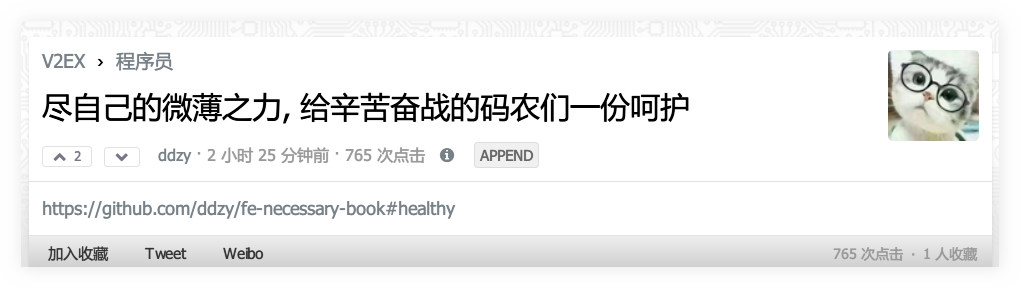 V2EX › 程序员
尽自己的微薄之力, 给辛苦奋战的码农们一份呵护
2 ddzy · 2 小时 25 分钟前 · 765 次点击 APPEND
https://github.com/ddzy/fe-necessary-book#healthy
加入收藏 Tweet Weibo 765 次点击 · 1 人收藏